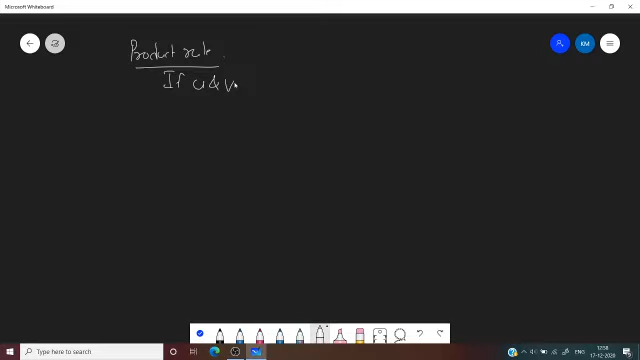 Microsoft Whiteboard
KM
Product rule.
If u & v
Type here to search
ENG
12:58
17-12-2020